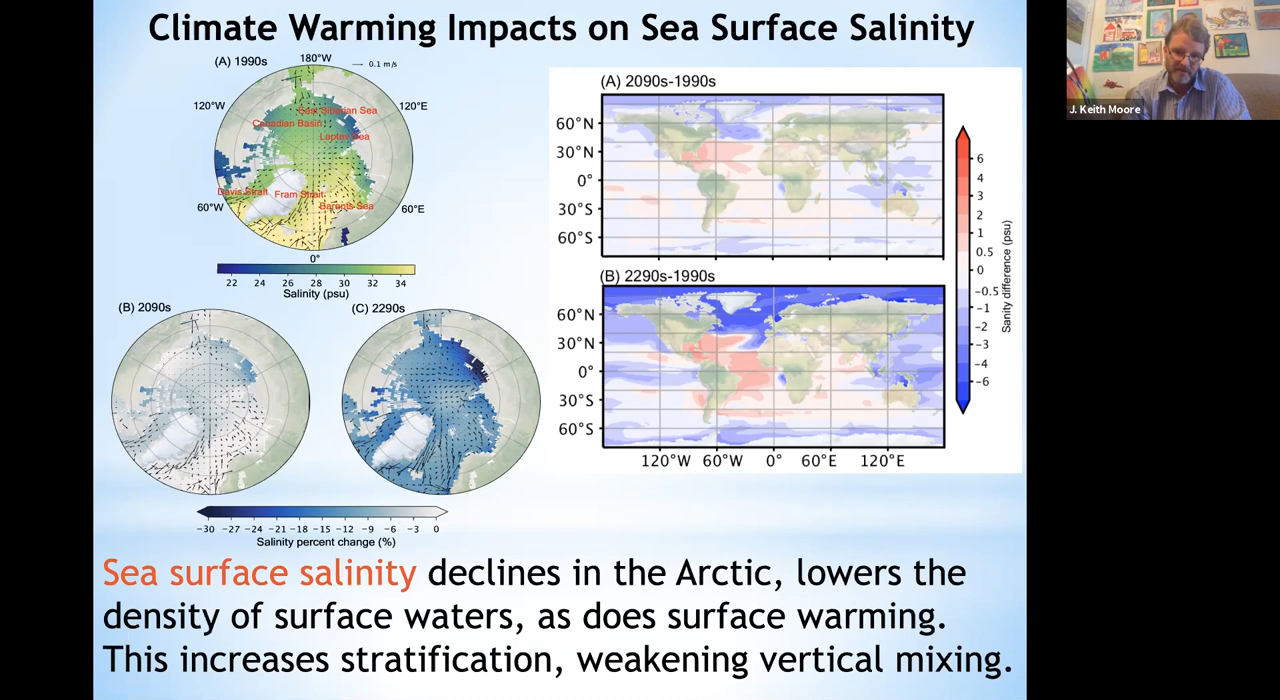 Climate Warming Impacts on Sea Surface Salinity
J. Keith Moore
(A) 1990s
180°W
0.1 m/s
120°W
120°E
East Siberian Sea
Canadian Basin
Laptev Sea
Davis Strait
Fram Strait
Barents Sea
60°W
60°E
0°
22 24 26 28 30 32 34
Salinity (psu)
(B) 2090s
(C) 2290s
−30 −27 −24 −21 −18 −15 −12 −9 −6 −3 0
Salinity percent change (%)
(A) 2090s-1990s
60°N
30°N
0°
30°S
60°S
(B) 2290s-1990s
60°N
30°N
0°
30°S
60°S
120°W 60°W 0° 60°E 120°E
6
4
3
2
1
0.5
0
−0.5
−1
−2
−3
−4
−6
Sanity difference (psu)
Sea surface salinity declines in the Arctic, lowers the
density of surface waters, as does surface warming.
This increases stratification, weakening vertical mixing.